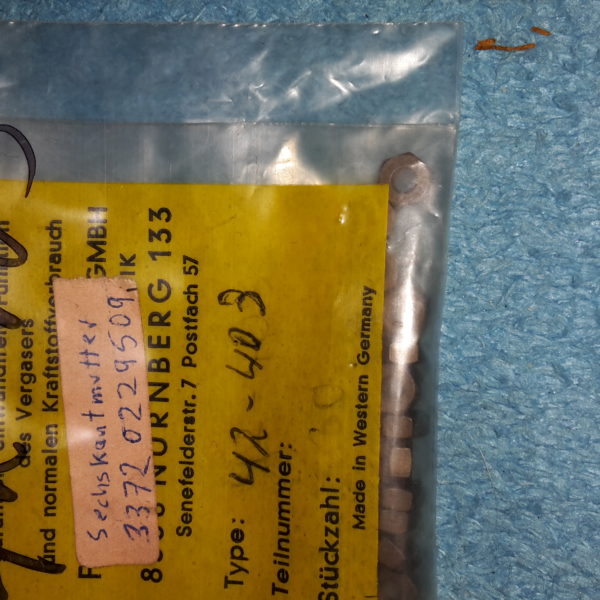 des Vergasers
und normalen Kraftstoffverbrauch
Sechskantmutter
3372 0229509,
GMBH
NÜRNBERG 133
Senefelderstr. 7 Postfach 57
Type: 42-403
Teilnummer:
Stückzahl: 30
Made in Western Germany